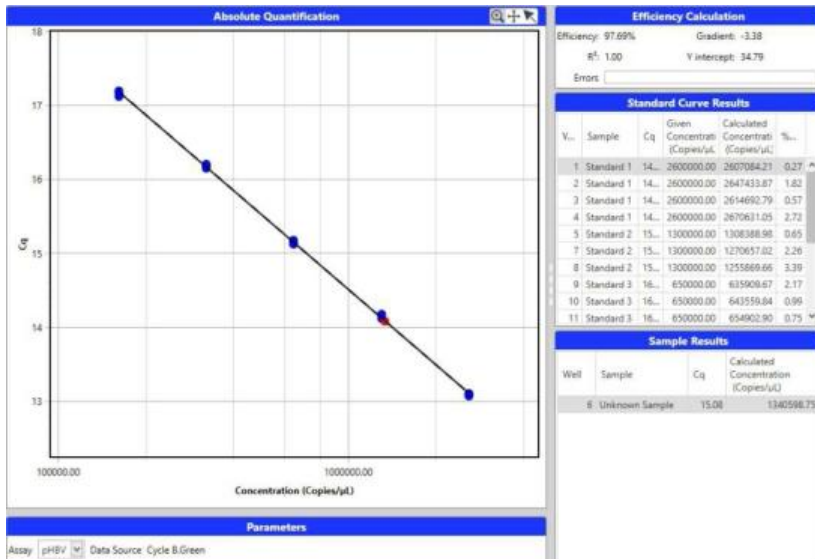 Absolute Quantification
18
17
16
15
14
13
Cq
100000.00 1000000.00
Concentration (Copies/µL)
Parameters
Assay pHBV Data Source Cycle B.Green
Efficiency Calculation
Efficiency: 97.69% Gradient: -3.38
R²: 1.00 Y intercept: 34.79
Errors
Standard Curve Results
V... Sample Cq Given Concentrati (Copies/µL Calculated Concentrati (Copies/µL) %...
1 Standard 1 14... 2600000.00 2607084.21 0.27
2 Standard 1 14... 2600000.00 2647433.87 1.82
3 Standard 1 14... 2600000.00 2614692.79 0.57
4 Standard 1 14... 2600000.00 2670631.05 2.72
5 Standard 2 15... 1300000.00 1308388.98 0.65
7 Standard 2 15... 1300000.00 1270657.02 2.26
8 Standard 2 15... 1300000.00 1255869.66 3.39
9 Standard 3 16... 650000.00 635909.67 2.17
10 Standard 3 16... 650000.00 643559.84 0.99
11 Standard 3 16... 650000.00 654902.90 0.75
Sample Results
Well Sample Cq Calculated Concentration (Copies/µL)
6 Unknown Sample 15.08 1340598.75